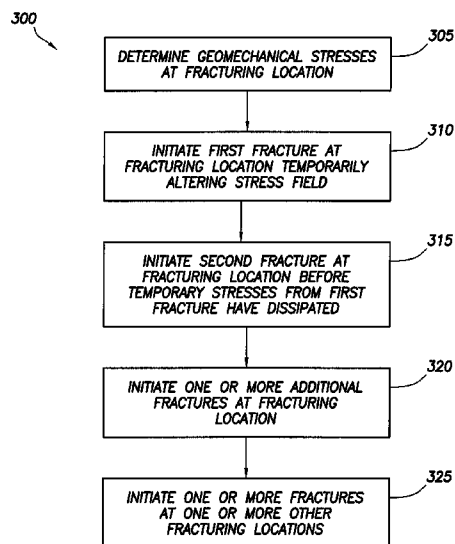 300
DETERMINE GEOMECHANICAL STRESSES
AT FRACTURING LOCATION
305
INITIATE FIRST FRACTURE AT
FRACTURING LOCATION TEMPORARILY
ALTERING STRESS FIELD
310
INITIATE SECOND FRACTURE AT
FRACTURING LOCATION BEFORE
TEMPORARY STRESSES FROM FIRST
FRACTURE HAVE DISSIPATED
315
INITIATE ONE OR MORE ADDITIONAL
FRACTURES AT FRACTURING
LOCATION
320
INITIATE ONE OR MORE FRACTURES
AT ONE OR MORE OTHER
FRACTURING LOCATIONS
325